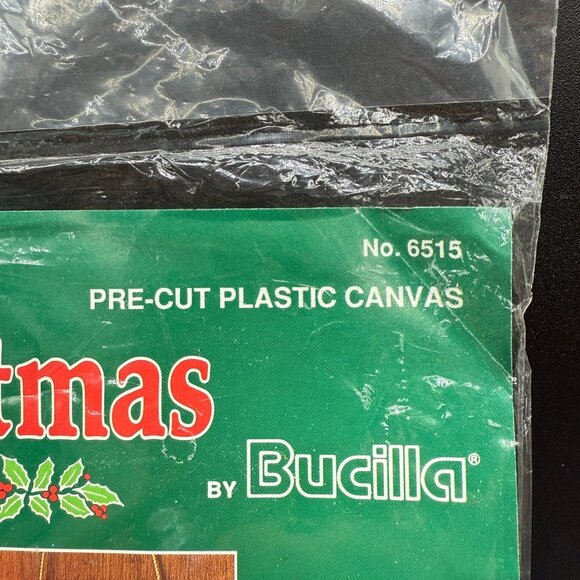 No. 6515
PRE-CUT PLASTIC CANVAS
tmas
BY Bucilla®